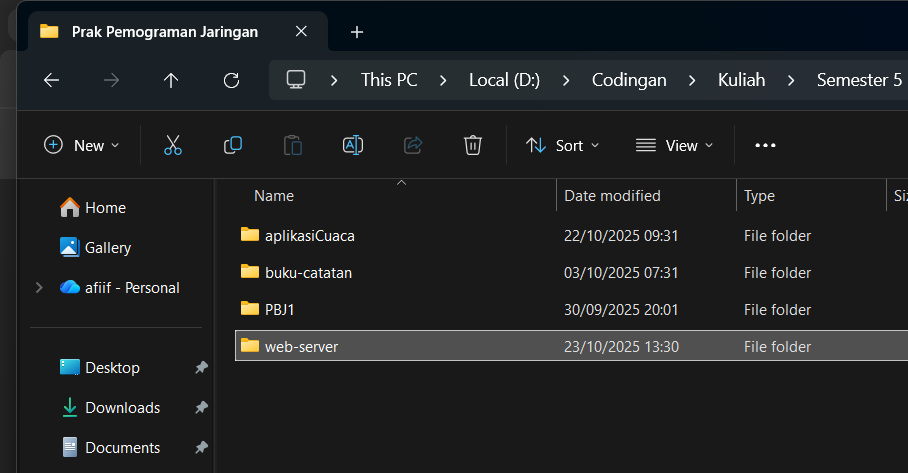 Prak Pemograman Jaringan
This PC > Local (D:) > Codingan > Kuliah > Semester 5
New Sort View
Name Date modified Type
Home
Gallery
afiif - Personal
Desktop
Downloads
Documents
aplikasiCuaca 22/10/2025 09:31 File folder
buku-catatan 03/10/2025 07:31 File folder
PBJ1 30/09/2025 20:01 File folder
web-server 23/10/2025 13:30 File folder